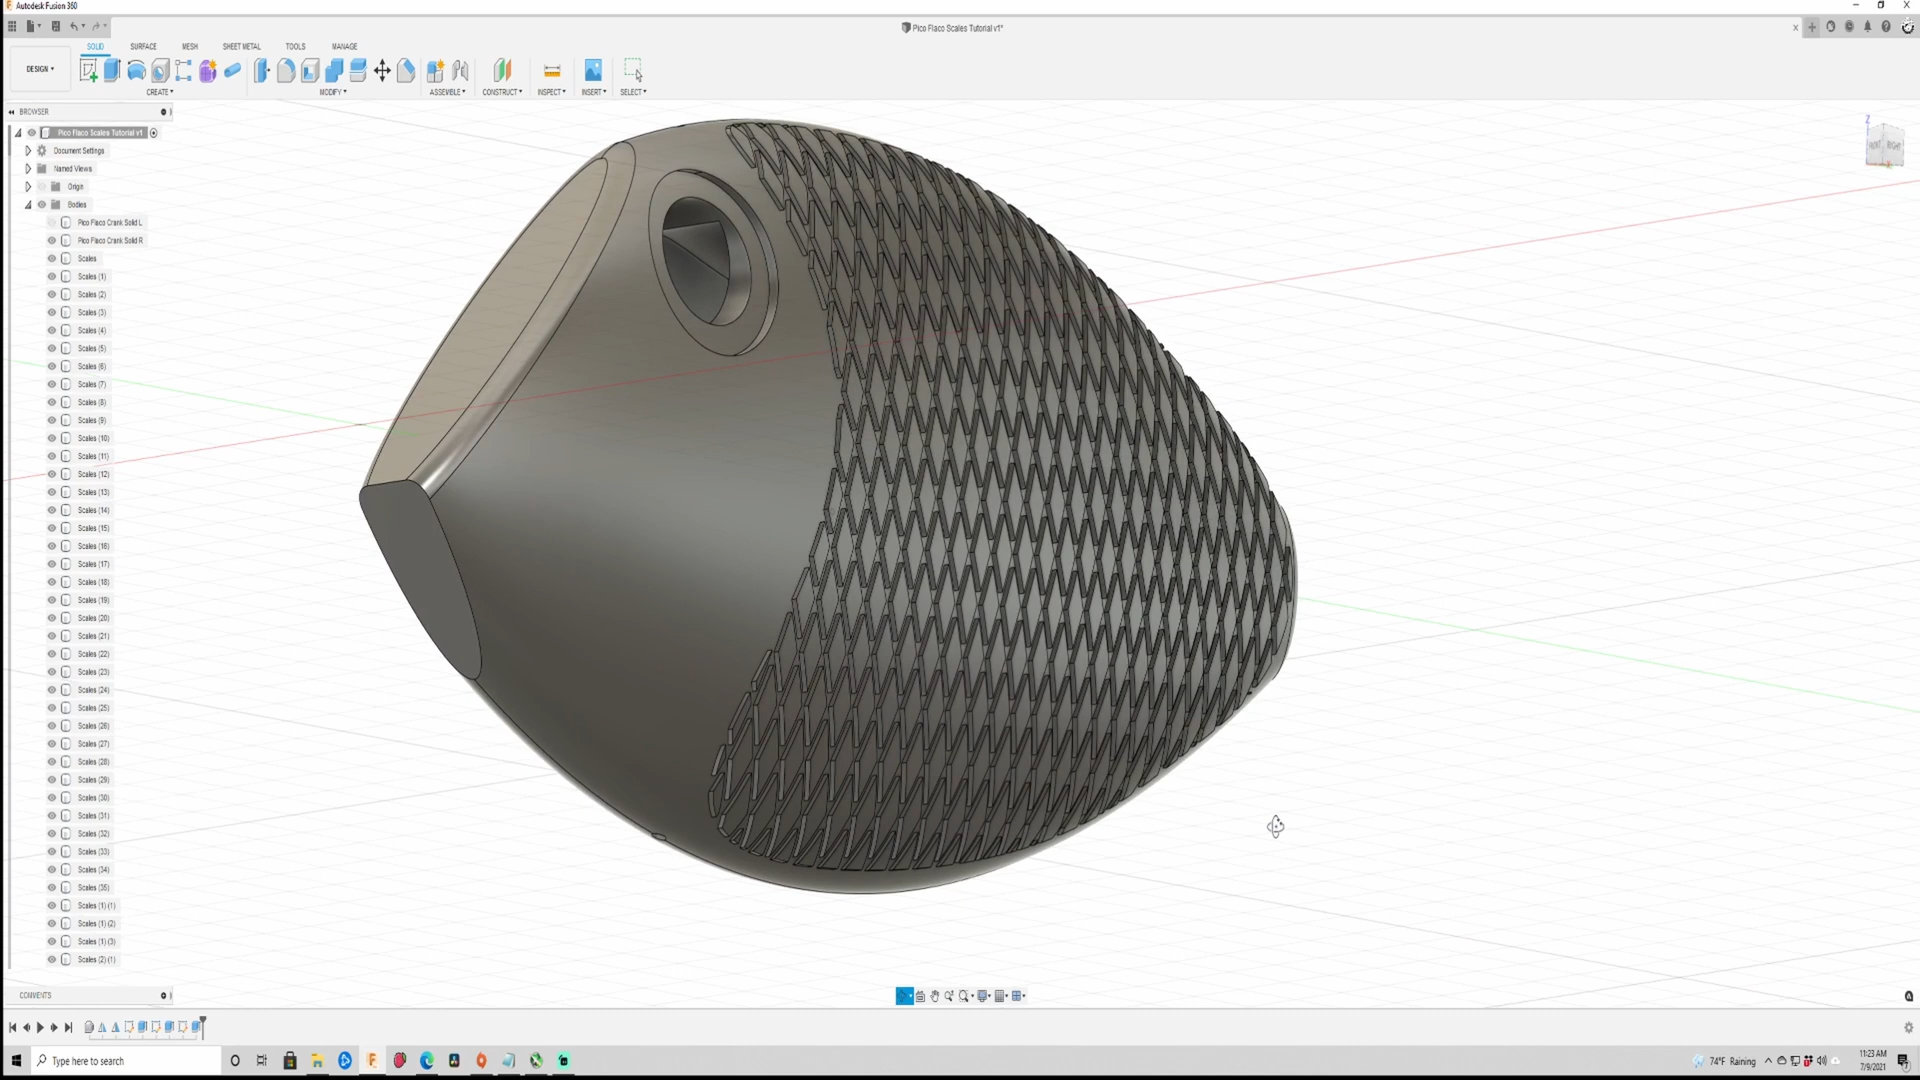 Autodesk Fusion 360
Pico Flaco Scales Tutorial v1*
SOLID SURFACE MESH SHEET METAL TOOLS MANAGE
DESIGN
CREATE MODIFY ASSEMBLE CONSTRUCT INSPECT INSERT SELECT
BROWSER
Pico Flaco Scales Tutorial v1
Document Settings
Named Views
Origin
Bodies
Pico Flaco Crank Solid L
Pico Flaco Crank Solid R
Scales
Scales (1)
Scales (2)
Scales (3)
Scales (4)
Scales (5)
Scales (6)
Scales (7)
Scales (8)
Scales (9)
Scales (10)
Scales (11)
Scales (12)
Scales (13)
Scales (14)
Scales (15)
Scales (16)
Scales (17)
Scales (18)
Scales (19)
Scales (20)
Scales (21)
Scales (22)
Scales (23)
Scales (24)
Scales (25)
Scales (26)
Scales (27)
Scales (28)
Scales (29)
Scales (30)
Scales (31)
Scales (32)
Scales (33)
Scales (34)
Scales (35)
Scales (1) (1)
Scales (1) (2)
Scales (1) (3)
Scales (2) (1)
Z
FRONT RIGHT
COMMENTS
Type here to search
74°F Raining
11:23 AM
7/9/2021